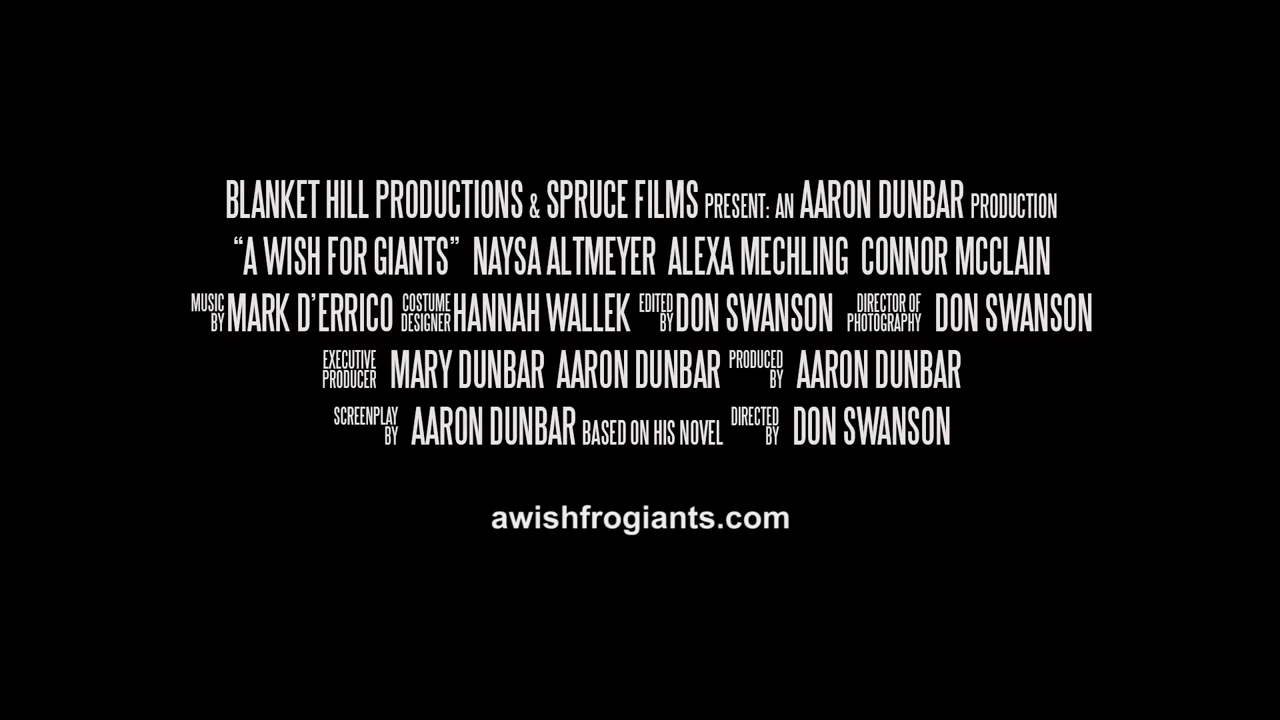 BLANKET HILL PRODUCTIONS & SPRUCE FILMS PRESENT: AN AARON DUNBAR PRODUCTION
“A WISH FOR GIANTS” NAYSA ALTMEYER ALEXA MECHLING CONNOR MCCLAIN
MUSIC BY MARK D’ERRICO COSTUME DESIGNER HANNAH WALLEK EDITED BY DON SWANSON DIRECTOR OF PHOTOGRAPHY DON SWANSON
EXECUTIVE PRODUCER MARY DUNBAR AARON DUNBAR PRODUCED BY AARON DUNBAR
SCREENPLAY BY AARON DUNBAR BASED ON HIS NOVEL DIRECTED BY DON SWANSON
awishfrogiants.com